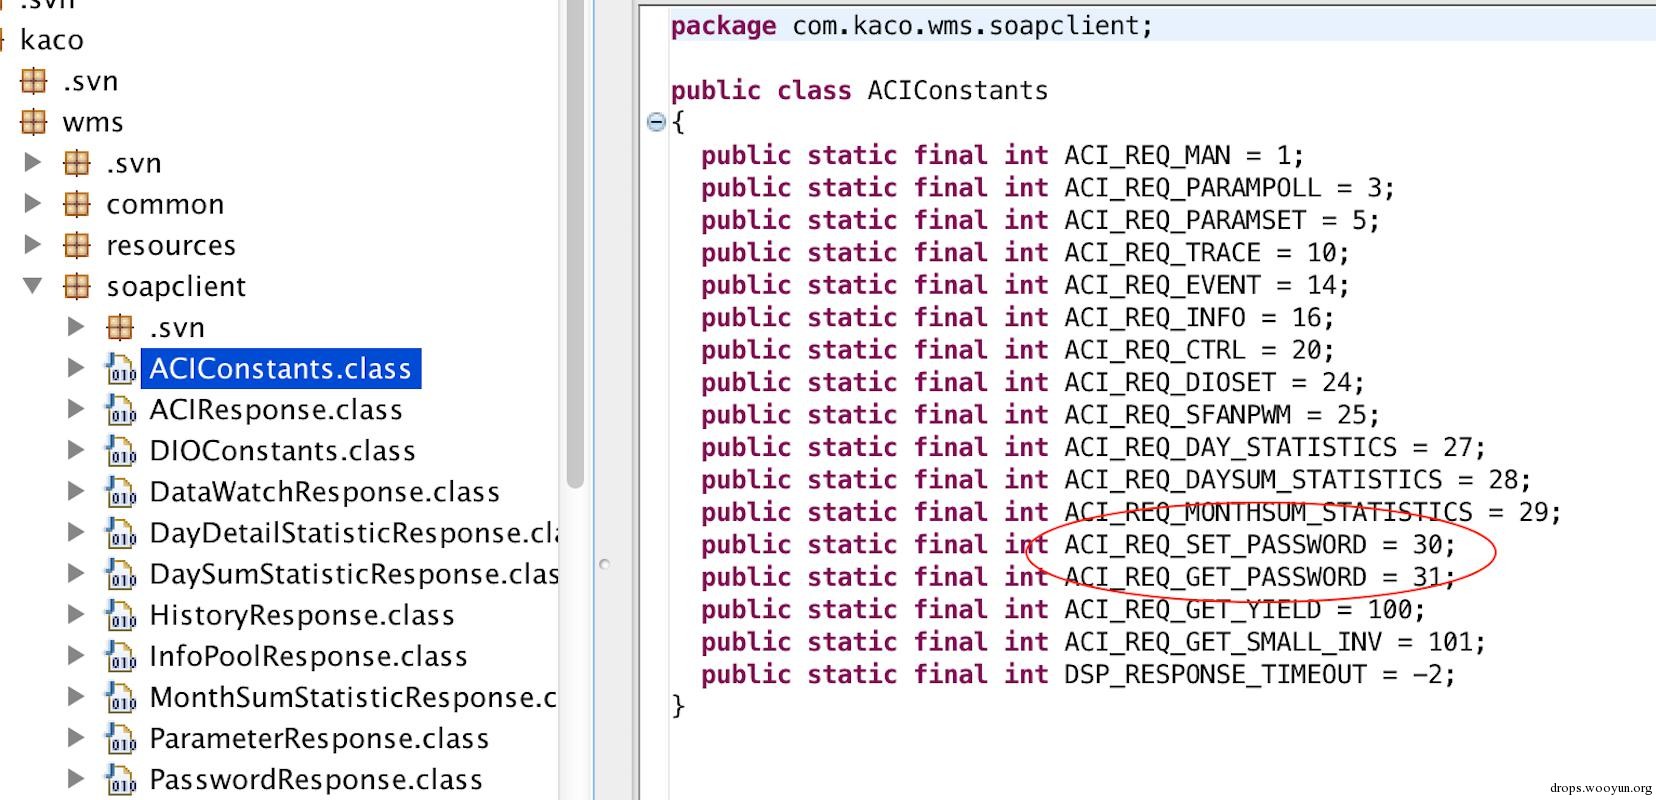 .svn
kaco
.svn
wms
.svn
common
resources
soapclient
.svn
ACIConstants.class
ACIResponse.class
DIOConstants.class
DataWatchResponse.class
DayDetailStatisticResponse.cla
DaySumStatisticResponse.clas
HistoryResponse.class
InfoPoolResponse.class
MonthSumStatisticResponse.c
ParameterResponse.class
PasswordResponse.class
package com.kaco.wms.soapclient;
public class ACIConstants
{
public static final int ACI_REQ_MAN = 1;
public static final int ACI_REQ_PARAMPOLL = 3;
public static final int ACI_REQ_PARAMSET = 5;
public static final int ACI_REQ_TRACE = 10;
public static final int ACI_REQ_EVENT = 14;
public static final int ACI_REQ_INFO = 16;
public static final int ACI_REQ_CTRL = 20;
public static final int ACI_REQ_DIOSET = 24;
public static final int ACI_REQ_SFANPWM = 25;
public static final int ACI_REQ_DAY_STATISTICS = 27;
public static final int ACI_REQ_DAYSUM_STATISTICS = 28;
public static final int ACI_REQ_MONTHSUM_STATISTICS = 29;
public static final int ACI_REQ_SET_PASSWORD = 30;
public static final int ACI_REQ_GET_PASSWORD = 31;
public static final int ACI_REQ_GET_YIELD = 100;
public static final int ACI_REQ_GET_SMALL_INV = 101;
public static final int DSP_RESPONSE_TIMEOUT = -2;
}
drops.wooyun.org